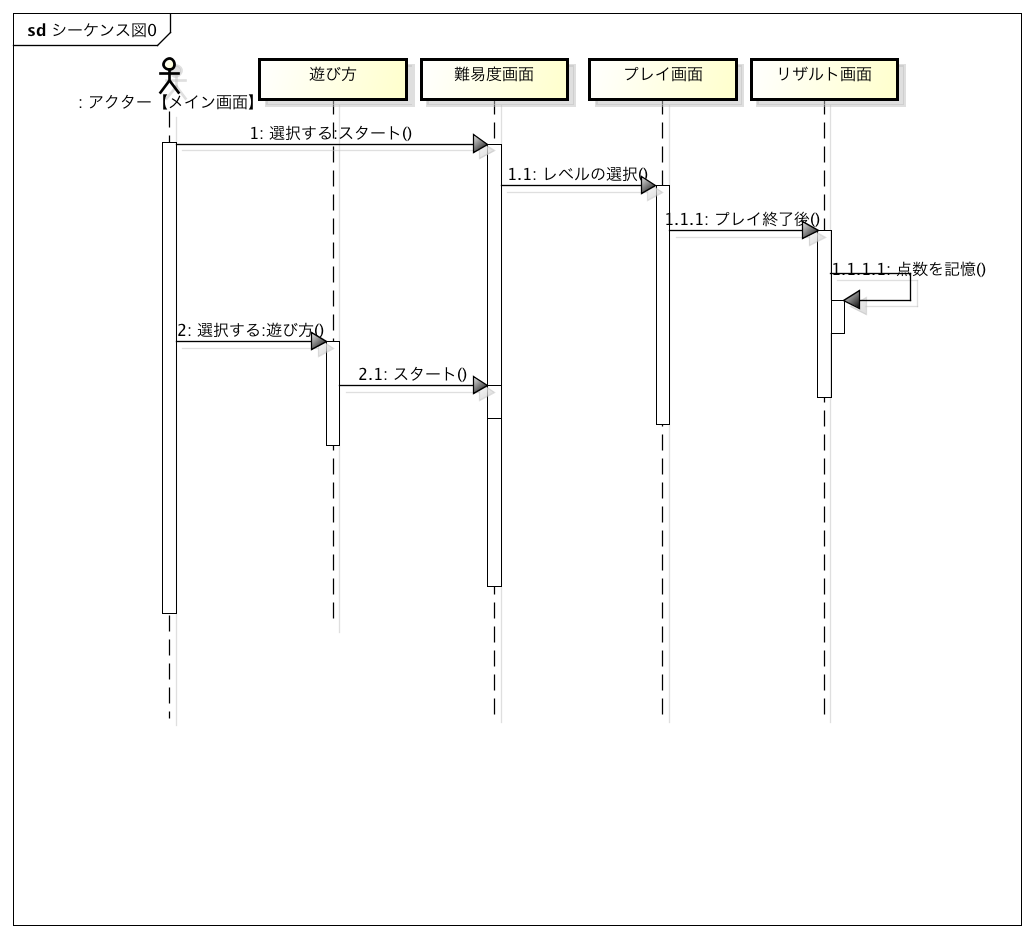 sd シーケンス図0
: アクター【メイン画面】
遊び方
難易度画面
プレイ画面
リザルト画面
1: 選択する:スタート()
1.1: レベルの選択()
1.1.1: プレイ終了後()
1.1.1.1: 点数を記憶()
2: 選択する:遊び方()
2.1: スタート()